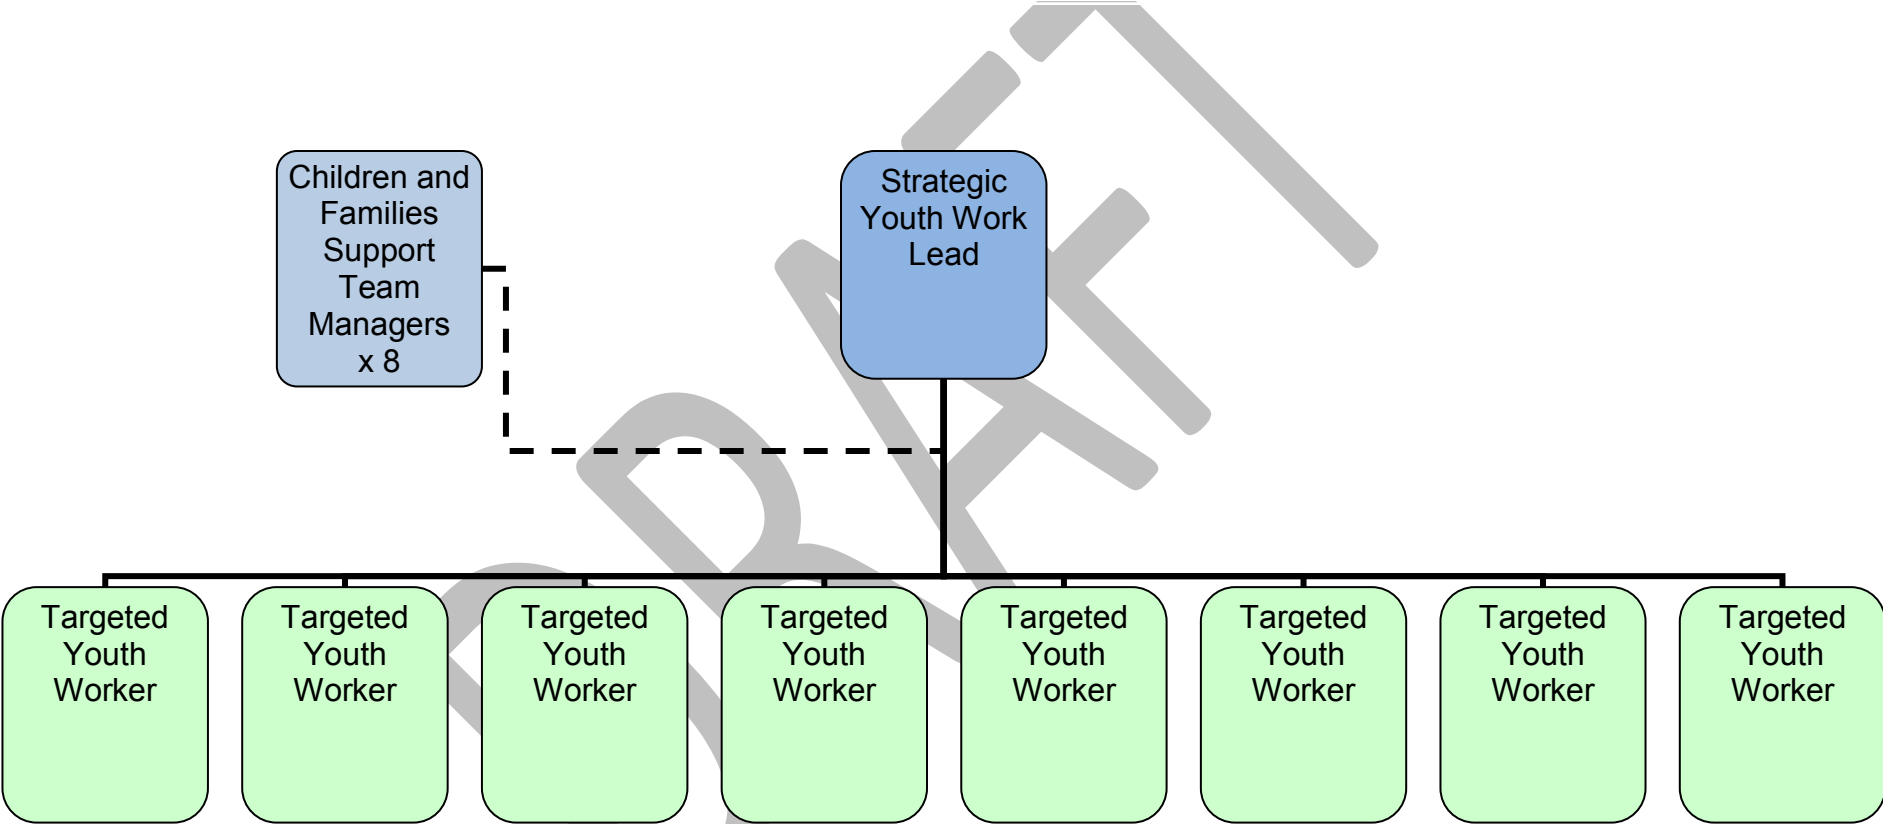 Children and
Families
Support
Team
Managers
x 8
Strategic
Youth Work
Lead
Targeted
Youth
Worker
Targeted
Youth
Worker
Targeted
Youth
Worker
Targeted
Youth
Worker
Targeted
Youth
Worker
Targeted
Youth
Worker
Targeted
Youth
Worker
Targeted
Youth
Worker
DRAFT